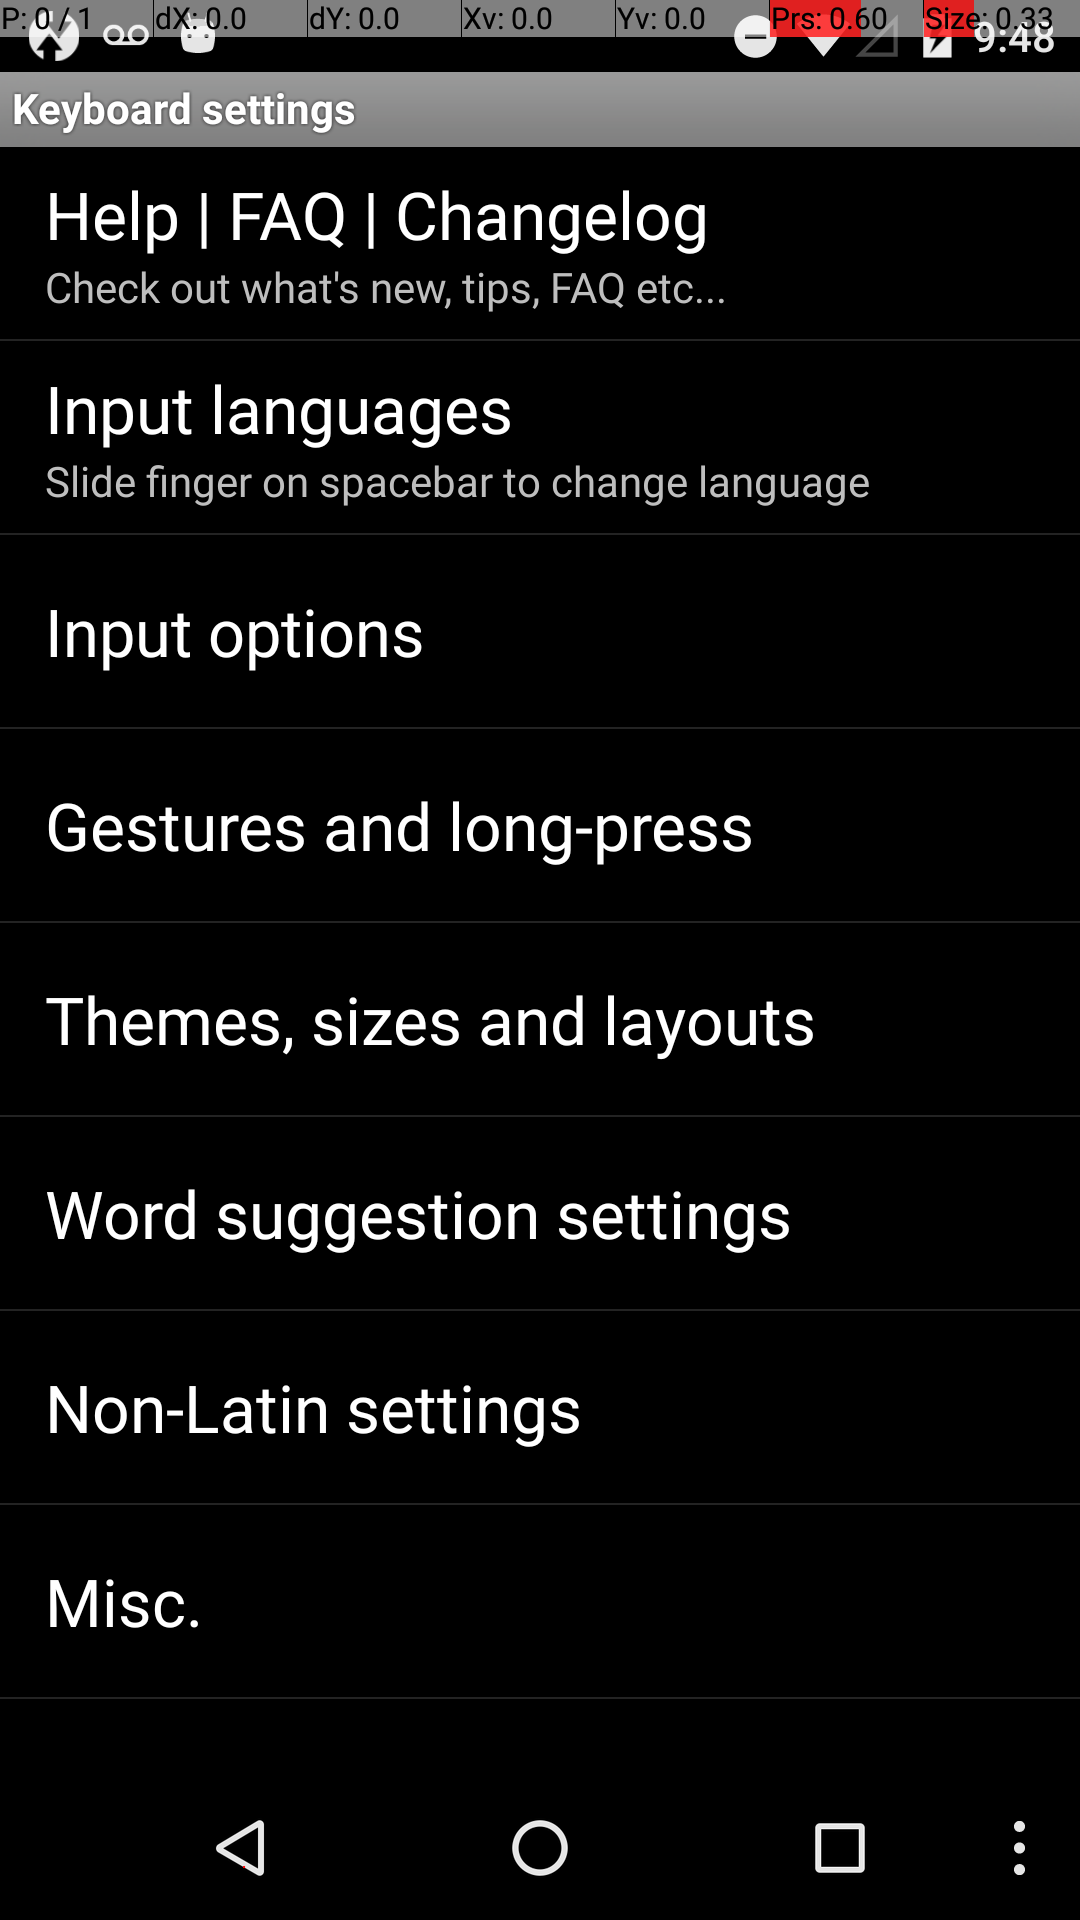 P: 0 / 1 dX: 0.0 dY: 0.0 Xv: 0.0 Yv: 0.0 Prs: 0.60 Size: 0.33
9:48
Keyboard settings
Help | FAQ | Changelog
Check out what's new, tips, FAQ etc...
Input languages
Slide finger on spacebar to change language
Input options
Gestures and long-press
Themes, sizes and layouts
Word suggestion settings
Non-Latin settings
Misc.